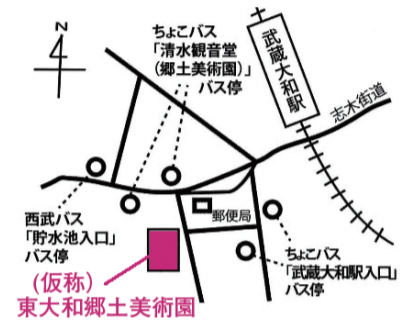 N
ちょこバス
「清水観音堂
(郷土美術園)」
バス停
武蔵大和駅
志木街道
西武バス
「貯水池入口」
バス停
郵便局
ちょこバス
「武蔵大和駅入口」
バス停
(仮称)
東大和郷土美術園